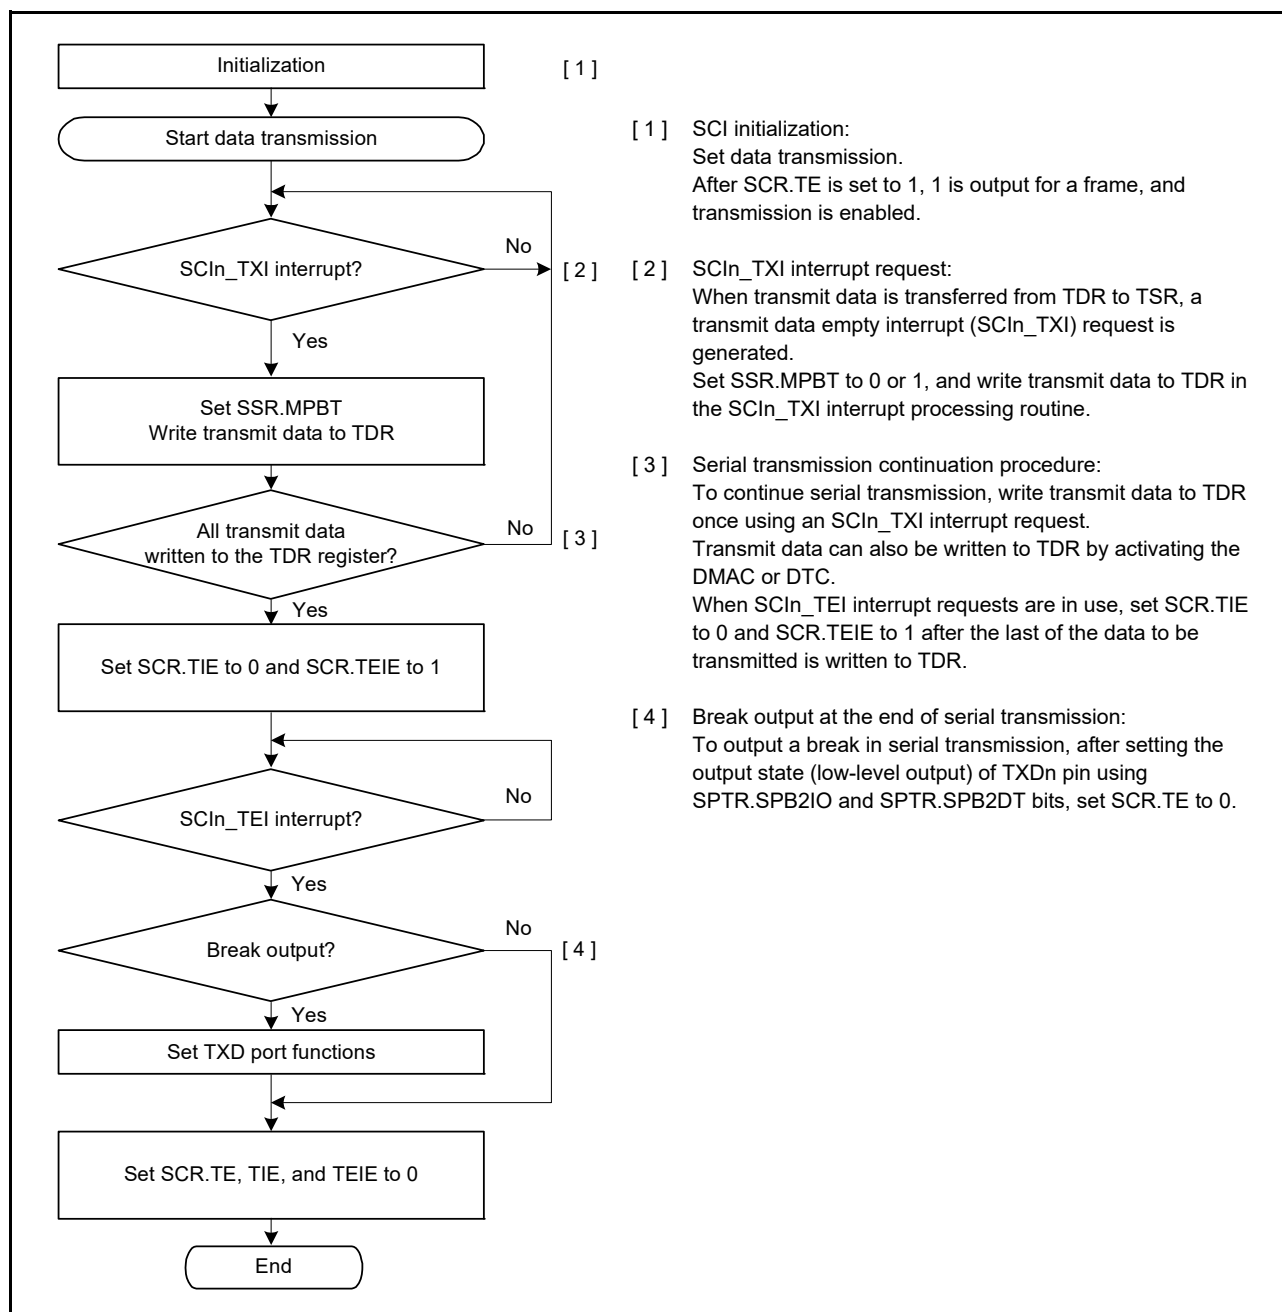 Initialization
[ 1 ]
Start data transmission
SCIn_TXI interrupt?
No
[ 2 ]
Yes
Set SSR.MPBT
Write transmit data to TDR
All transmit data
written to the TDR register?
No
[ 3 ]
Yes
Set SCR.TIE to 0 and SCR.TEIE to 1
SCIn_TEI interrupt?
No
Yes
Break output?
No
[ 4 ]
Yes
Set TXD port functions
Set SCR.TE, TIE, and TEIE to 0
End
[ 1 ] SCI initialization:
Set data transmission.
After SCR.TE is set to 1, 1 is output for a frame, and
transmission is enabled.
[ 2 ] SCIn_TXI interrupt request:
When transmit data is transferred from TDR to TSR, a
transmit data empty interrupt (SCIn_TXI) request is
generated.
Set SSR.MPBT to 0 or 1, and write transmit data to TDR in
the SCIn_TXI interrupt processing routine.
[ 3 ] Serial transmission continuation procedure:
To continue serial transmission, write transmit data to TDR
once using an SCIn_TXI interrupt request.
Transmit data can also be written to TDR by activating the
DMAC or DTC.
When SCIn_TEI interrupt requests are in use, set SCR.TIE
to 0 and SCR.TEIE to 1 after the last of the data to be
transmitted is written to TDR.
[ 4 ] Break output at the end of serial transmission:
To output a break in serial transmission, after setting the
output state (low-level output) of TXDn pin using
SPTR.SPB2IO and SPTR.SPB2DT bits, set SCR.TE to 0.